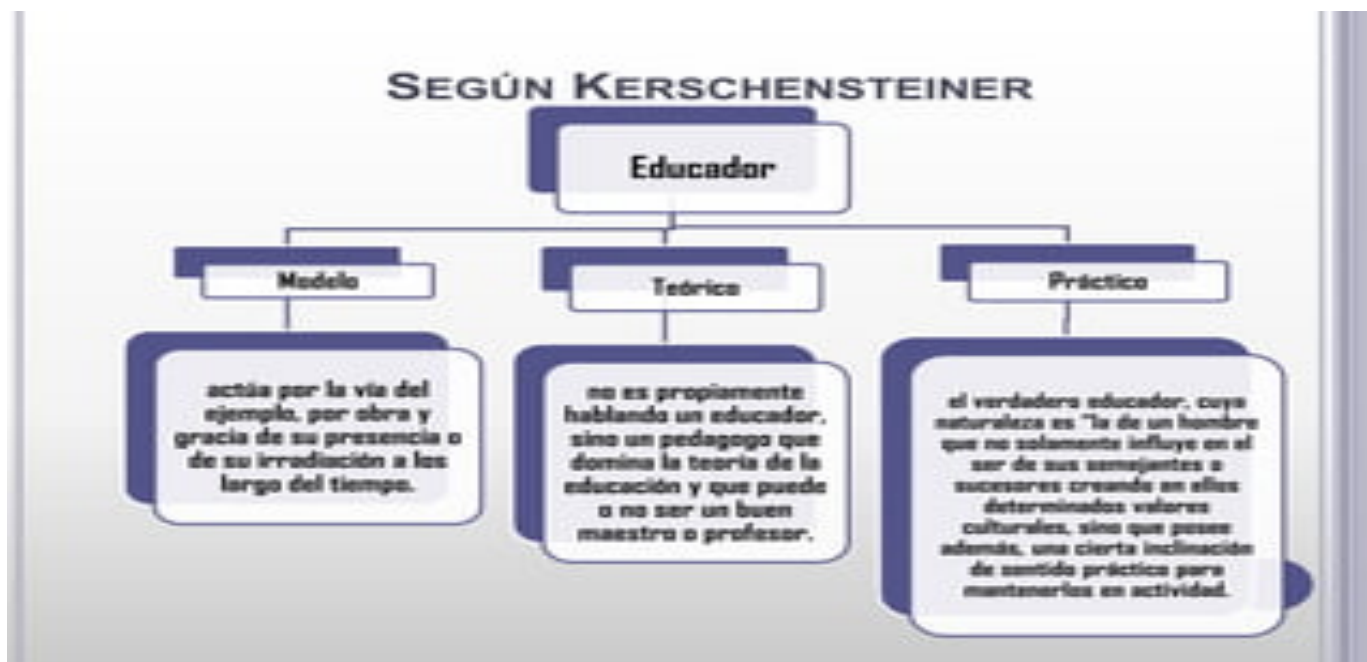 SEGÚN KERSCHENSTEINER
Educador
Modelo
actúa por la vía del
ejemplo, por obra y
gracia de su presencia o
de su irradiación a los
largo del tiempo.
Teórico
no es propiamente
hablando un educador,
sino un pedagogo que
domina la teoría de la
educación y que puede
o no ser un buen
maestro o profesor.
Práctico
el verdadero educador, cuya
naturaleza es "la de un hombre
que no solamente influye en el
ser de sus semejantes o
sucesores creando en ellos
determinados valores
culturales, sino que posee
además, una cierta inclinación
de sentido práctico para
mantenerlos en actividad.